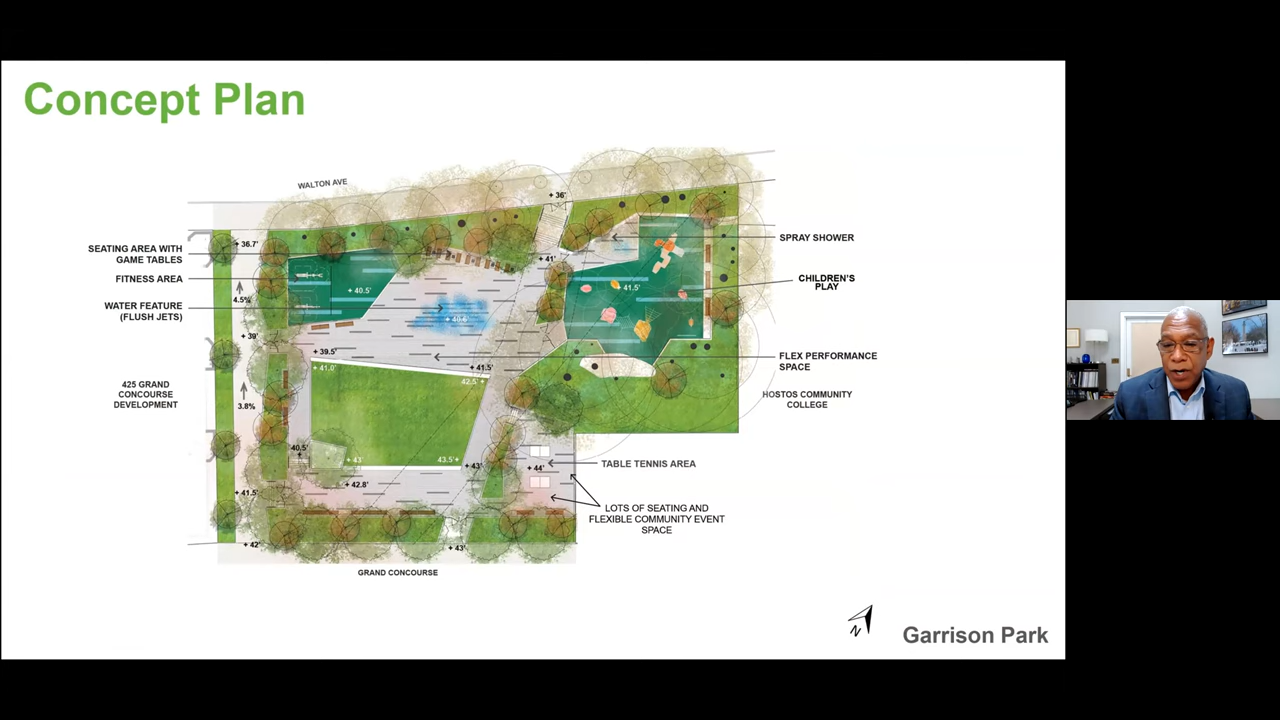 Concept Plan
WALTON AVE
+ 36'
+ 36.7'
SEATING AREA WITH
GAME TABLES
FITNESS AREA
WATER FEATURE
(FLUSH JETS)
4.5%
+ 40.5'
+ 41'
+ 41.5'
SPRAY SHOWER
CHILDREN'S
PLAY
+ 39'
+ 39.5'
+ 41.0'
+ 41.5'
42.5' +
FLEX PERFORMANCE
SPACE
425 GRAND
CONCOURSE
DEVELOPMENT
3.8%
HOSTOS COMMUNITY
COLLEGE
40.5'
+
+ 43'
43.5' +
+ 43'
+ 44'
TABLE TENNIS AREA
+ 42.8'
+ 41.5'
LOTS OF SEATING AND
FLEXIBLE COMMUNITY EVENT
SPACE
+ 42'
+ 43'
GRAND CONCOURSE
N
Garrison Park